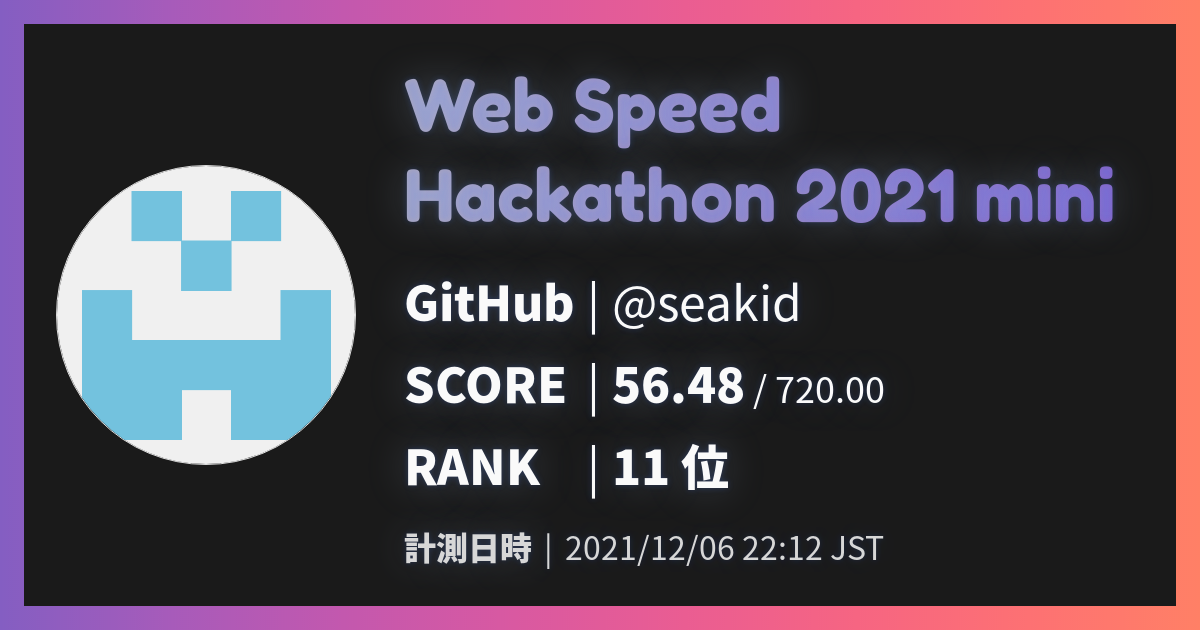 Web Speed
Hackathon 2021 mini
GitHub | @seakid
SCORE | 56.48 / 720.00
RANK | 11 位
計測日時 | 2021/12/06 22:12 JST